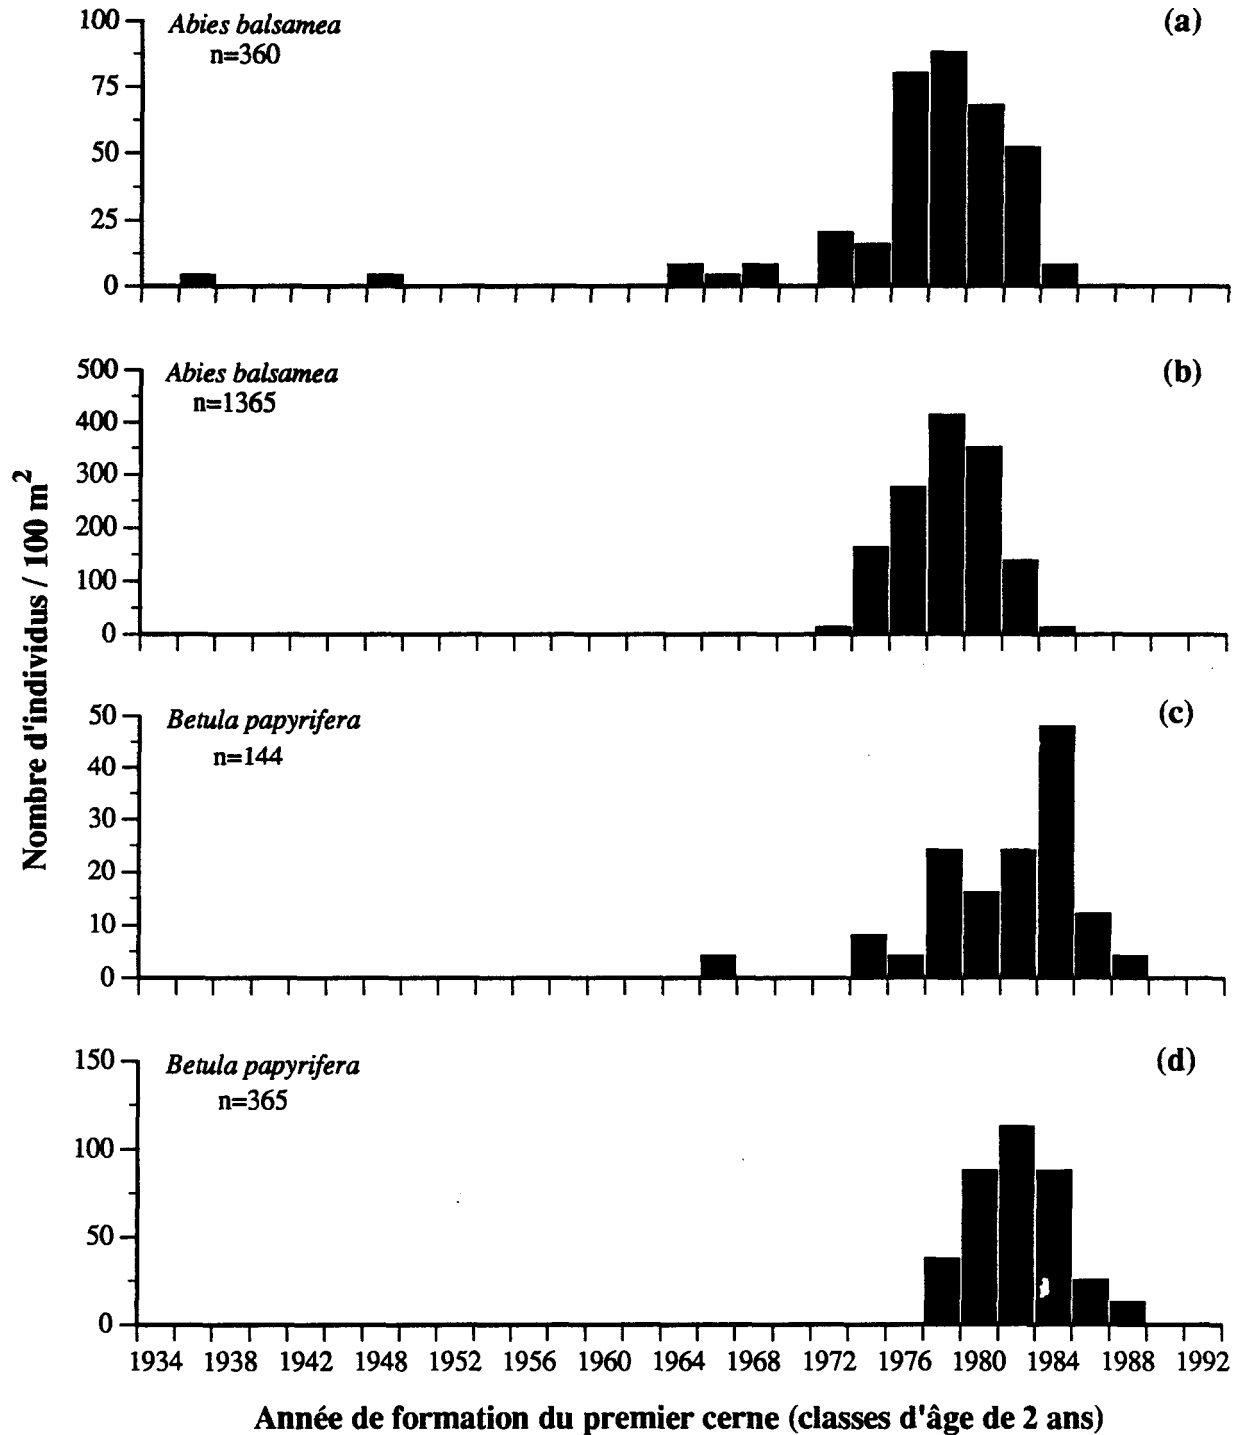 Nombre d'individus / 100 m²
(a)
Abies balsamea
n=360
100
75
50
25
0
(b)
Abies balsamea
n=1365
500
400
300
200
100
0
(c)
Betula papyrifera
n=144
50
40
30
20
10
0
(d)
Betula papyrifera
n=365
150
100
50
0
1934 1938 1942 1948 1952 1956 1960 1964 1968 1972 1976 1980 1984 1988 1992
Année de formation du premier cerne (classes d'âge de 2 ans)